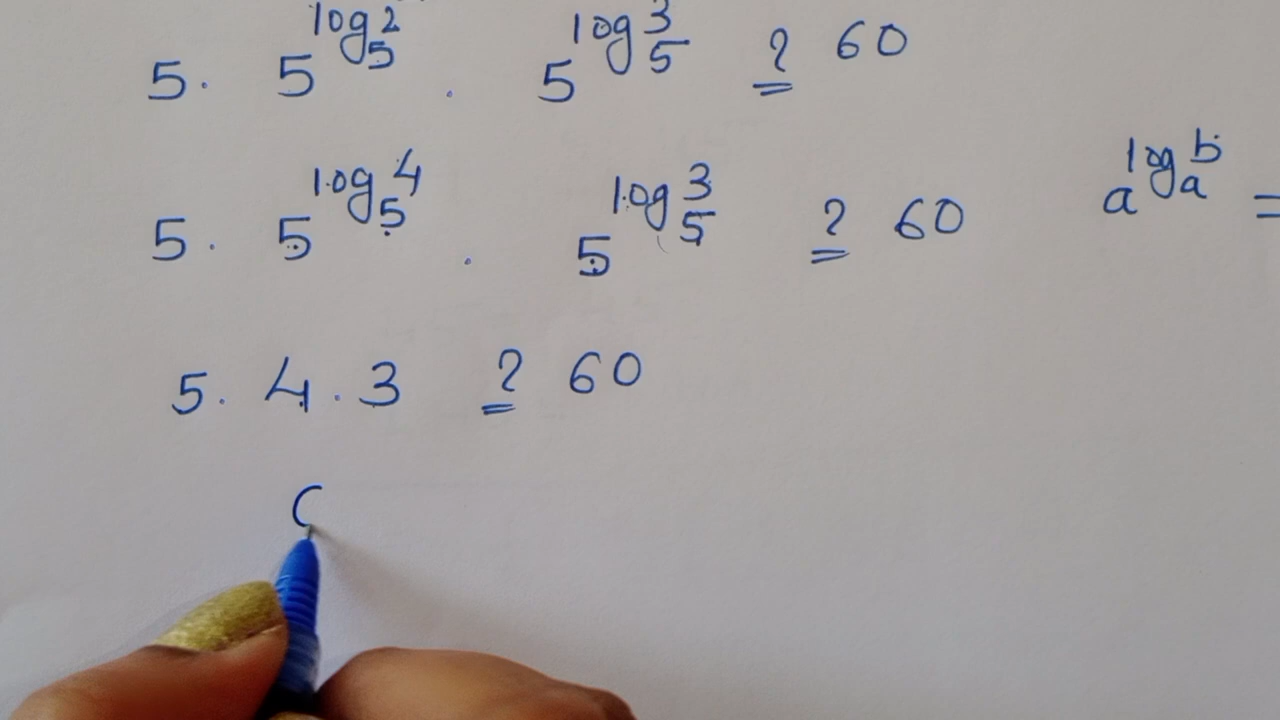 5. 5^log_5 2 . 5^log_5 3 ? 60
5. 5^log_5 4 . 5^log_5 3 ? 60
a^log_a b =
5. 4 . 3 ? 60